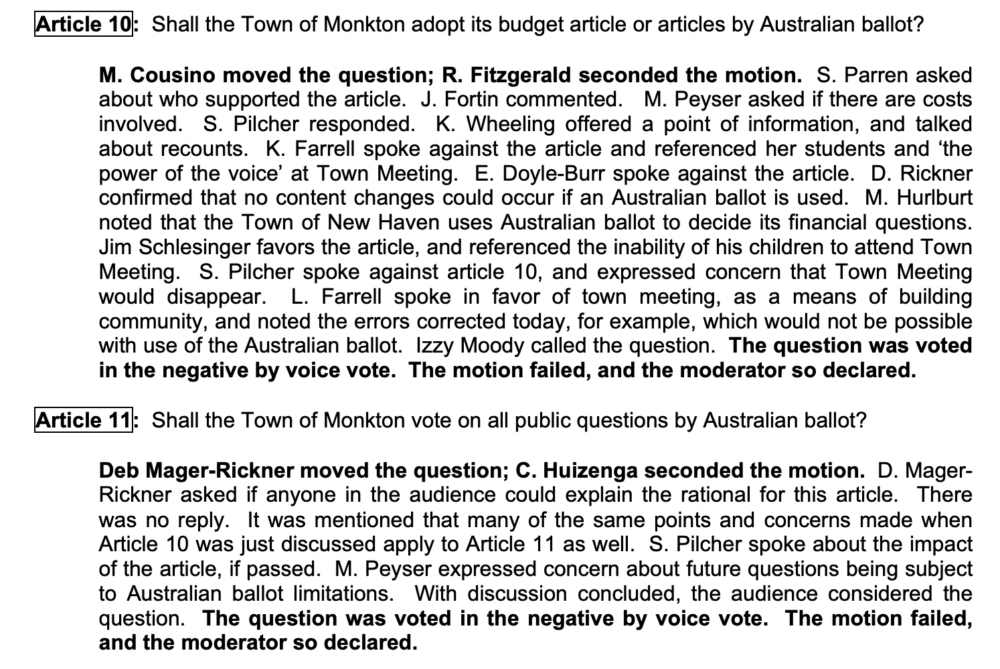 Article 10: Shall the Town of Monkton adopt its budget article or articles by Australian ballot?
M. Cousino moved the question; R. Fitzgerald seconded the motion. S. Parren asked
about who supported the article. J. Fortin commented. M. Peyser asked if there are costs
involved. S. Pilcher responded. K. Wheeling offered a point of information, and talked
about recounts. K. Farrell spoke against the article and referenced her students and ‘the
power of the voice’ at Town Meeting. E. Doyle-Burr spoke against the article. D. Rickner
confirmed that no content changes could occur if an Australian ballot is used. M. Hurlburt
noted that the Town of New Haven uses Australian ballot to decide its financial questions.
Jim Schlesinger favors the article, and referenced the inability of his children to attend Town
Meeting. S. Pilcher spoke against article 10, and expressed concern that Town Meeting
would disappear. L. Farrell spoke in favor of town meeting, as a means of building
community, and noted the errors corrected today, for example, which would not be possible
with use of the Australian ballot. Izzy Moody called the question. The question was voted
in the negative by voice vote. The motion failed, and the moderator so declared.
Article 11: Shall the Town of Monkton vote on all public questions by Australian ballot?
Deb Mager-Rickner moved the question; C. Huizenga seconded the motion. D. Mager-
Rickner asked if anyone in the audience could explain the rational for this article. There
was no reply. It was mentioned that many of the same points and concerns made when
Article 10 was just discussed apply to Article 11 as well. S. Pilcher spoke about the impact
of the article, if passed. M. Peyser expressed concern about future questions being subject
to Australian ballot limitations. With discussion concluded, the audience considered the
question. The question was voted in the negative by voice vote. The motion failed,
and the moderator so declared.